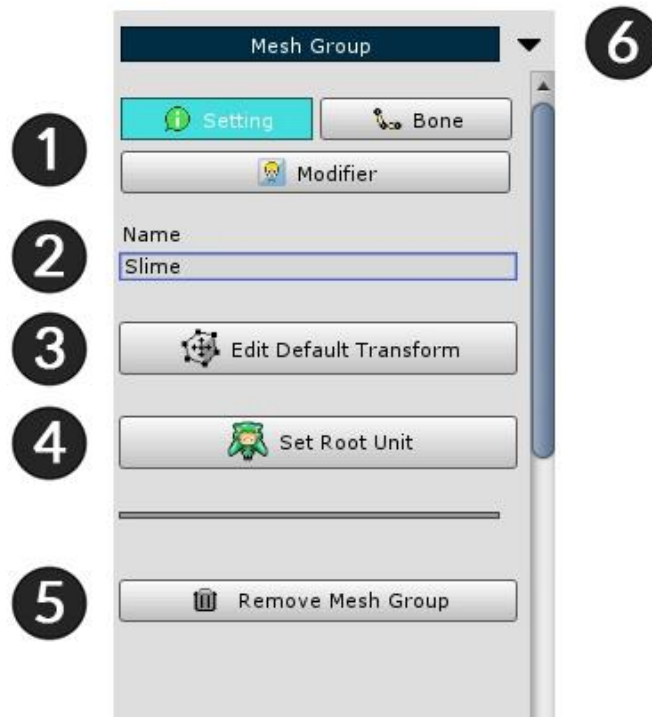 Mesh Group
6
1
Setting Bone
Modifier
2
Name
Slime
3
Edit Default Transform
4
Set Root Unit
5
Remove Mesh Group